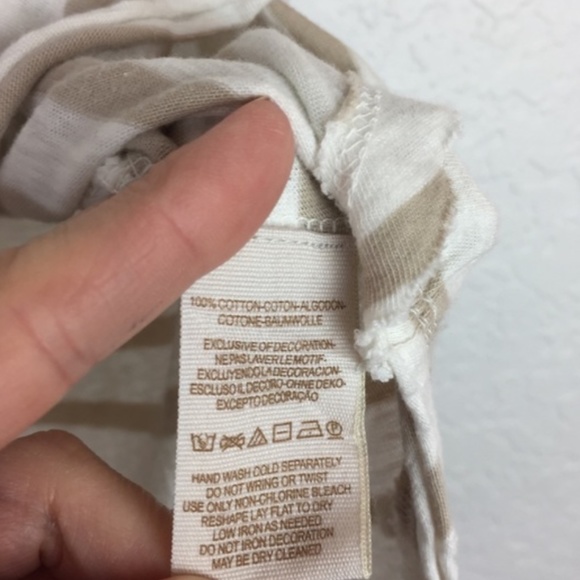 100% COTTON-COTON-ALGODON-
COTONE-BAUMWOLLE
EXCLUSIVE OF DECORATION-
NE PAS LAVER LE MOTIF.
EXCLUYENDO LA DECORACION-
ESCLUSO IL DECORO-OHNE DEKO-
EXCEPTO DECORAÇÃO
HAND WASH COLD SEPARATELY
DO NOT WRING OR TWIST
USE ONLY NON-CHLORINE BLEACH
RESHAPE LAY FLAT TO DRY
LOW IRON AS NEEDED
DO NOT IRON DECORATION
MAY BE DRY CLEANED